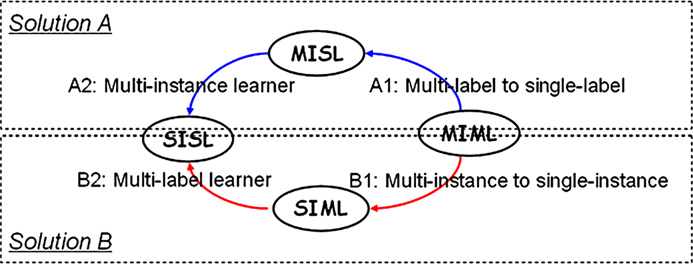 Solution A
MISL
A2: Multi-instance learner
A1: Multi-label to single-label
SISL
MIML
B2: Multi-label learner
B1: Multi-instance to single-instance
SIML
Solution B